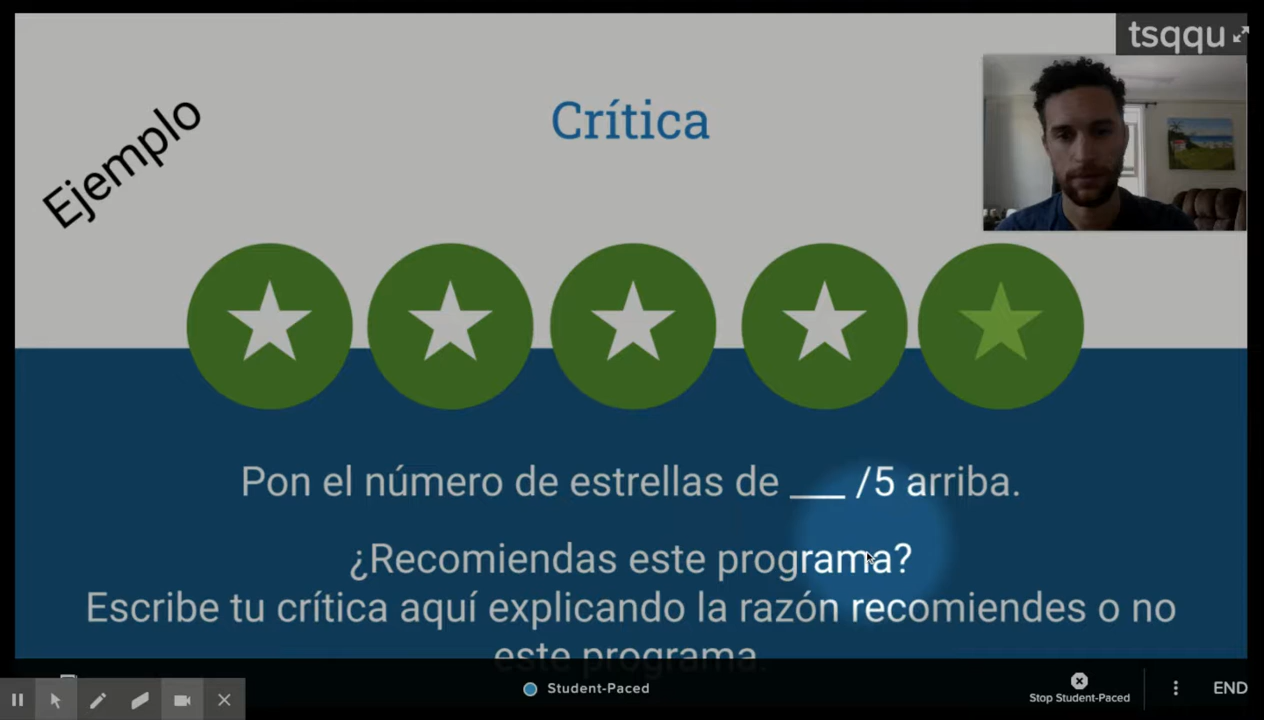 tsqqu
Ejemplo
Crítica
Pon el número de estrellas de ___ /5 arriba.
¿Recomiendas este programa?
Escribe tu crítica aquí explicando la razón recomiendes o no
este programa.
Student-Paced
Stop Student-Paced
END